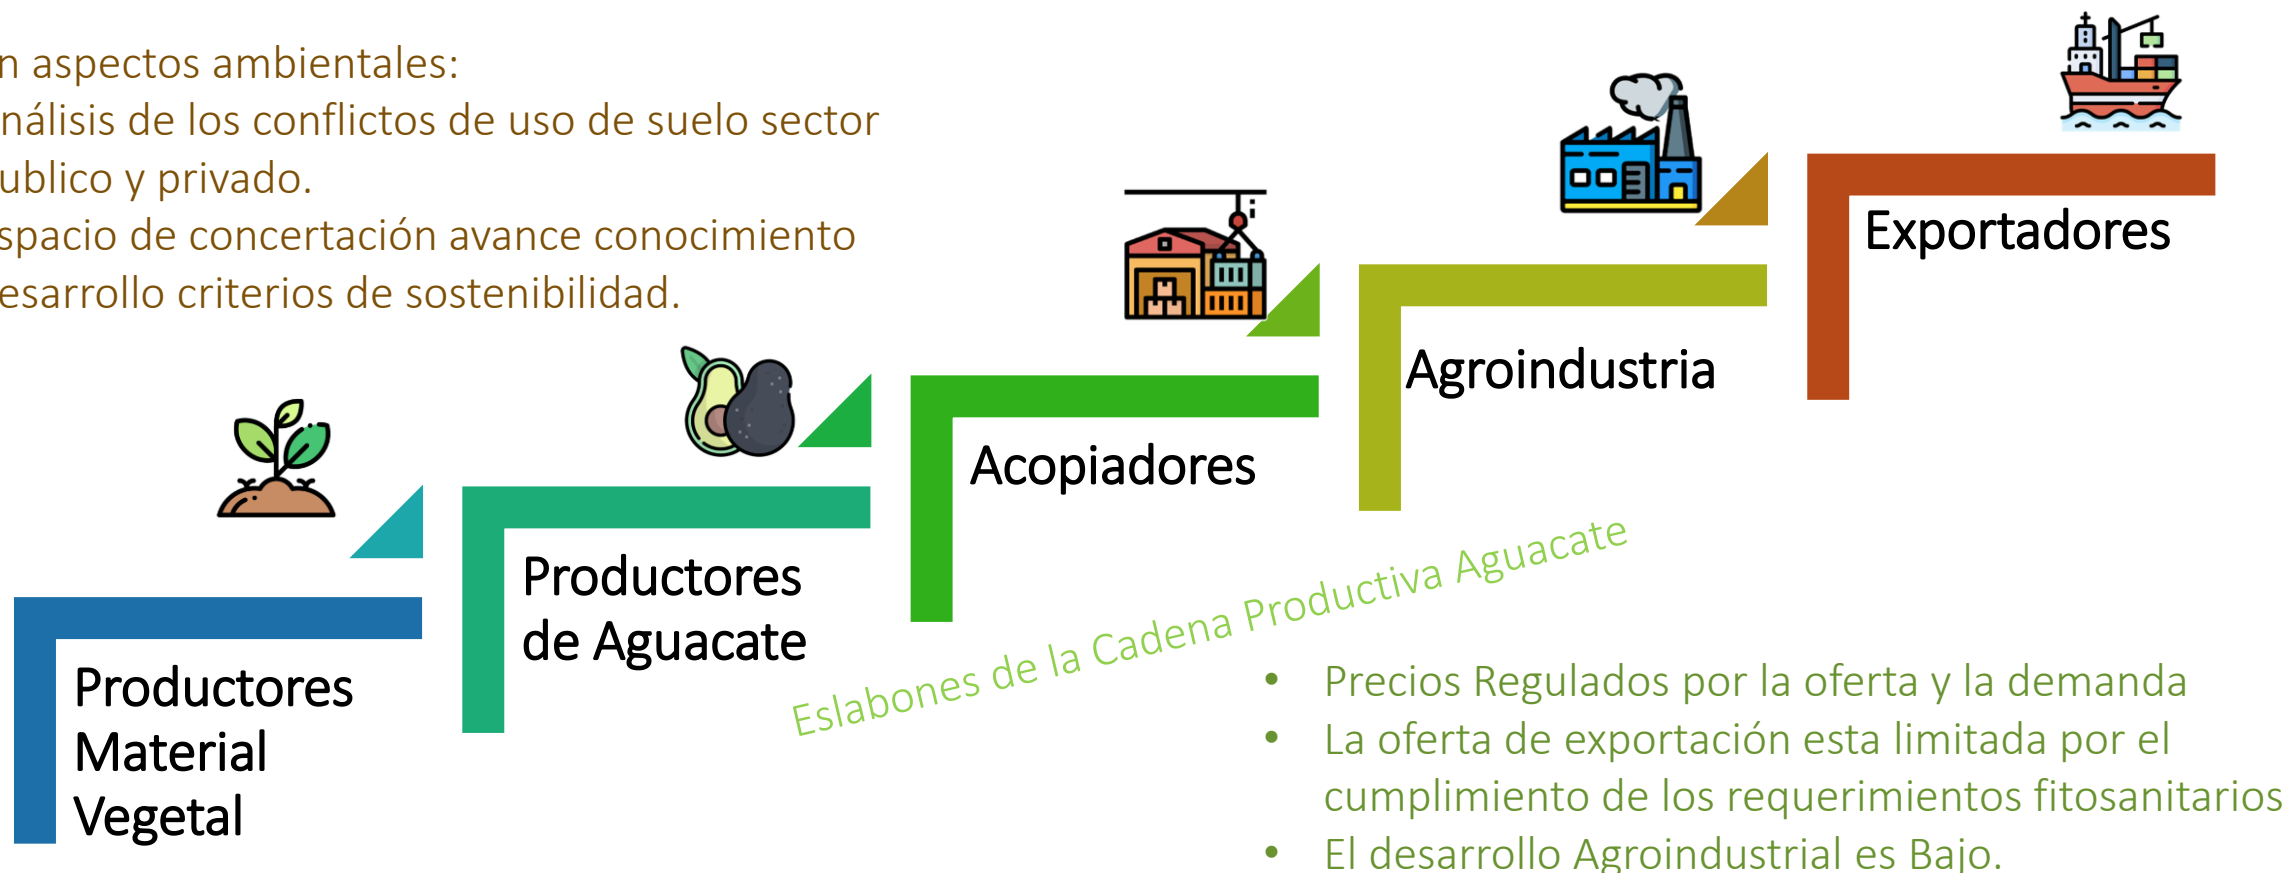 n aspectos ambientales:
nálisis de los conflictos de uso de suelo sector
ublico y privado.
spacio de concertación avance conocimiento
esarrollo criterios de sostenibilidad.
Exportadores
Agroindustria
Acopiadores
Productores
de Aguacate
Productores
Material
Vegetal
Eslabones de la Cadena Productiva Aguacate
• Precios Regulados por la oferta y la demanda
• La oferta de exportación esta limitada por el
cumplimiento de los requerimientos fitosanitarios
• El desarrollo Agroindustrial es Bajo.